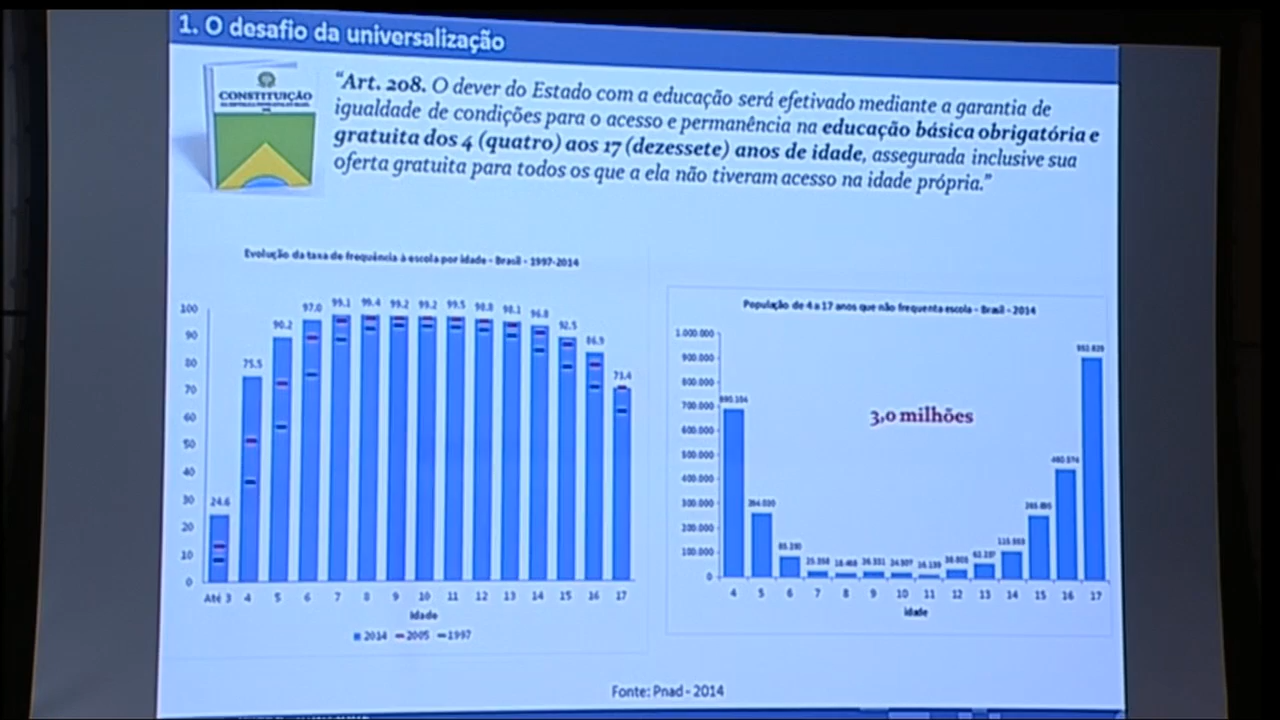 1. O desafio da universalização
CONSTITUIÇÃO
“Art. 208. O dever do Estado com a educação será efetivado mediante a garantia de
igualdade de condições para o acesso e permanência na educação básica obrigatória e
gratuita dos 4 (quatro) aos 17 (dezessete) anos de idade, assegurada inclusive sua
oferta gratuita para todos os que a ela não tiveram acesso na idade própria.”
Evolução da taxa de frequência à escola por idade - Brasil - 1997-2014
100
90
80
70
60
50
40
30
20
10
0
24.6 75.5 90.2 97.0 99.1 99.4 99.2 99.2 99.5 98.8 98.1 96.8 92.5 86.9 73.4
Até 3 4 5 6 7 8 9 10 11 12 13 14 15 16 17
Idade
2014 2005 1997
População de 4 a 17 anos que não frequenta escola - Brasil - 2014
1.000.000
900.000
800.000
700.000
600.000
500.000
400.000
300.000
200.000
100.000
0
3,0 milhões
4 5 6 7 8 9 10 11 12 13 14 15 16 17
Idade
Fonte: Pnad - 2014